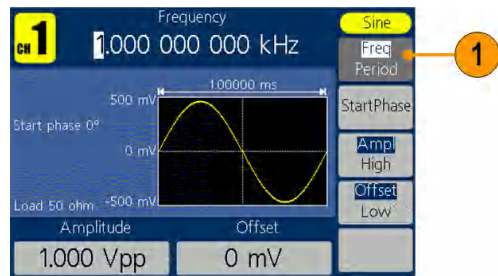 CH 1
Frequency
1.000 000 000 kHz
Sine
Freq
Period
1
1.00000 ms
500 mV
StartPhase
Start phase 0°
0 mV
Ampl
High
Load 50 ohm
-500 mV
Offset
Low
Amplitude
Offset
1.000 Vpp
0 mV